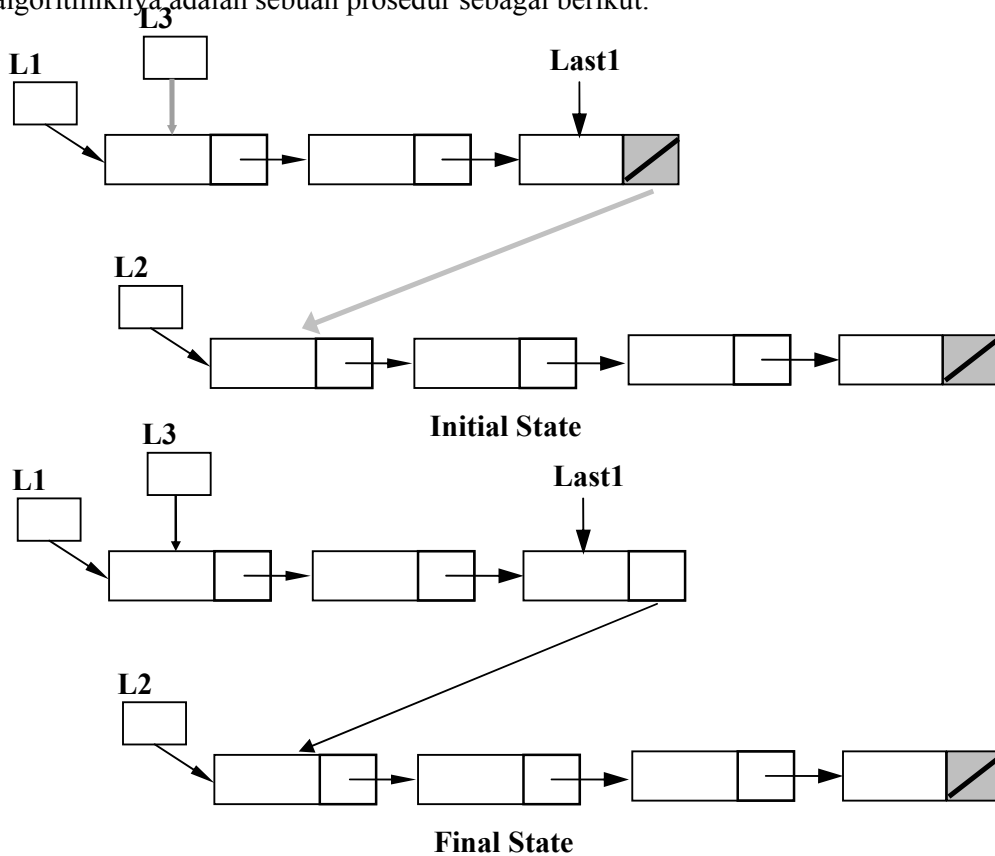 algoritmiknya adalah sebuah prosedur sebagai berikut.
L3
L1
Last1
L2
Initial State
L3
L1
Last1
L2
Final State